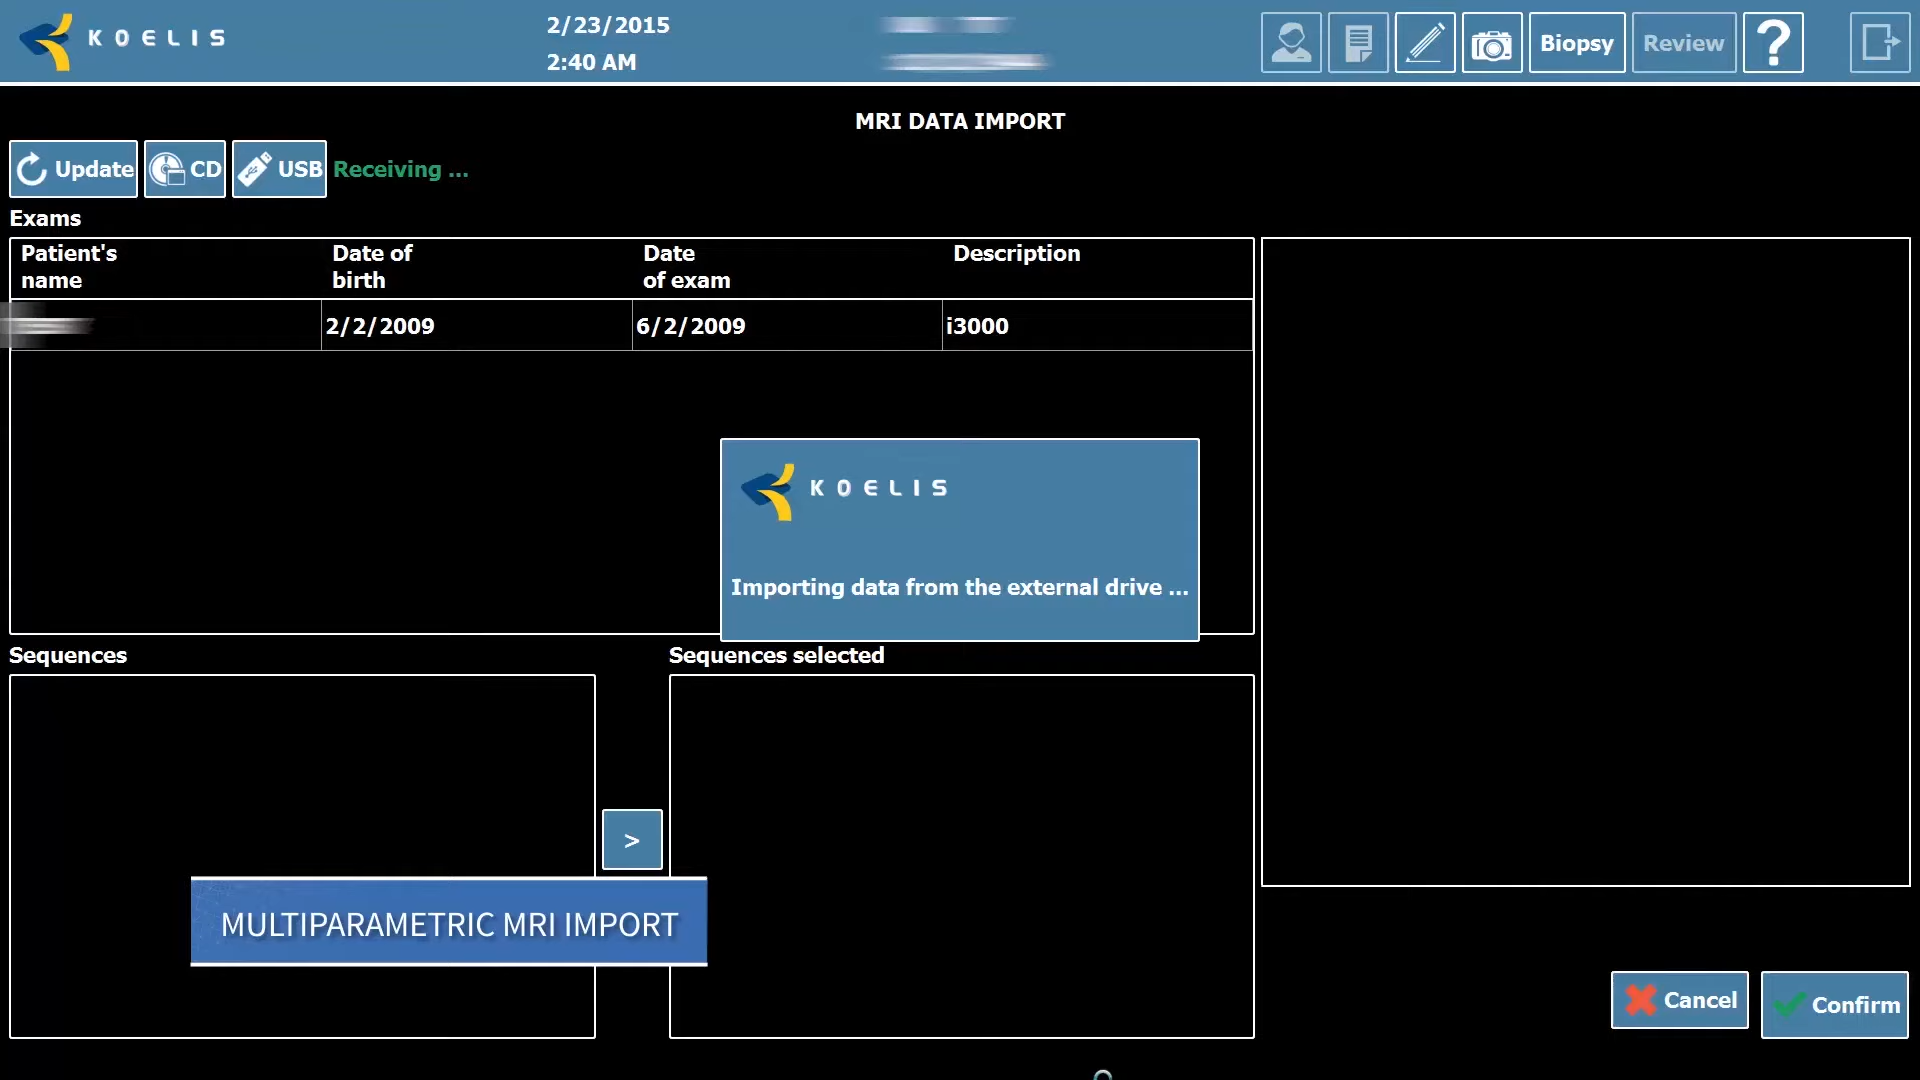 KOELIS
2/23/2015
2:40 AM
Biopsy
Review
?
MRI DATA IMPORT
Update
CD
USB
Receiving ...
Exams
Patient's name
Date of birth
Date of exam
Description
2/2/2009
6/2/2009
i3000
KOELIS
Importing data from the external drive ...
Sequences
Sequences selected
>
MULTIPARAMETRIC MRI IMPORT
Cancel
Confirm